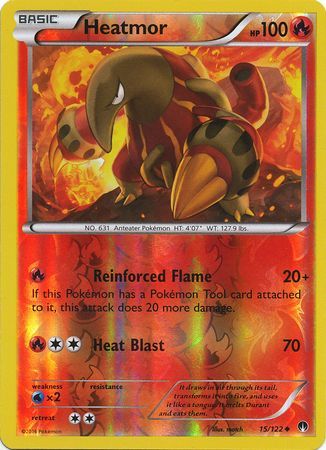 BASIC
Heatmor
HP 100
NO. 631 Anteater Pokémon HT: 4'07" WT: 127.9 lbs.
Reinforced Flame 20+
If this Pokémon has a Pokémon Tool card attached
to it, this attack does 20 more damage.
Heat Blast 70
weakness
×2
resistance
retreat
It draws in air through its tail,
transforms it into fire, and uses
it like a tongue. It melts Durant
and eats them.
©2016 Pokémon
Illus. match
15/122